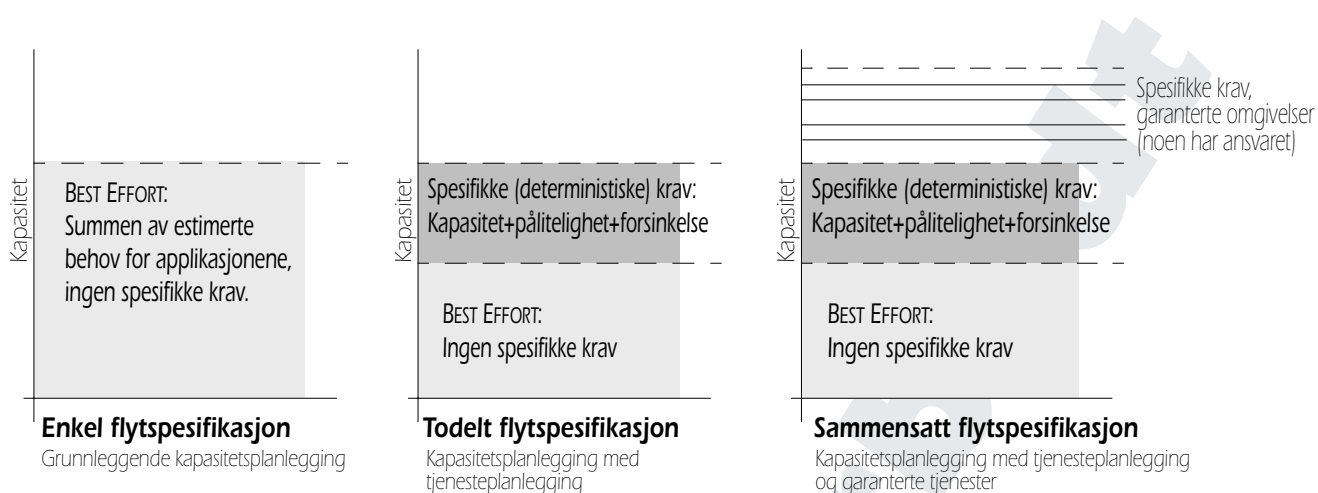 Kapasitet
BEST EFFORT:
Summen av estimerte
behov for applikasjonene,
ingen spesifikke krav.
Enkel flytspesifikasjon
Grunnleggende kapasitetsplanlegging
Kapasitet
Spesifikke (deterministiske) krav:
Kapasitet+pålitelighet+forsinkelse
BEST EFFORT:
Ingen spesifikke krav
Todelt flytspesifikasjon
Kapasitetsplanlegging med
tjenesteplanlegging
Kapasitet
Spesifikke krav,
garanterte omgivelser
(noen har ansvaret)
Spesifikke (deterministiske) krav:
Kapasitet+pålitelighet+forsinkelse
BEST EFFORT:
Ingen spesifikke krav
Sammensatt flytspesifikasjon
Kapasitetsplanlegging med tjenesteplanlegging
og garanterte tjenester